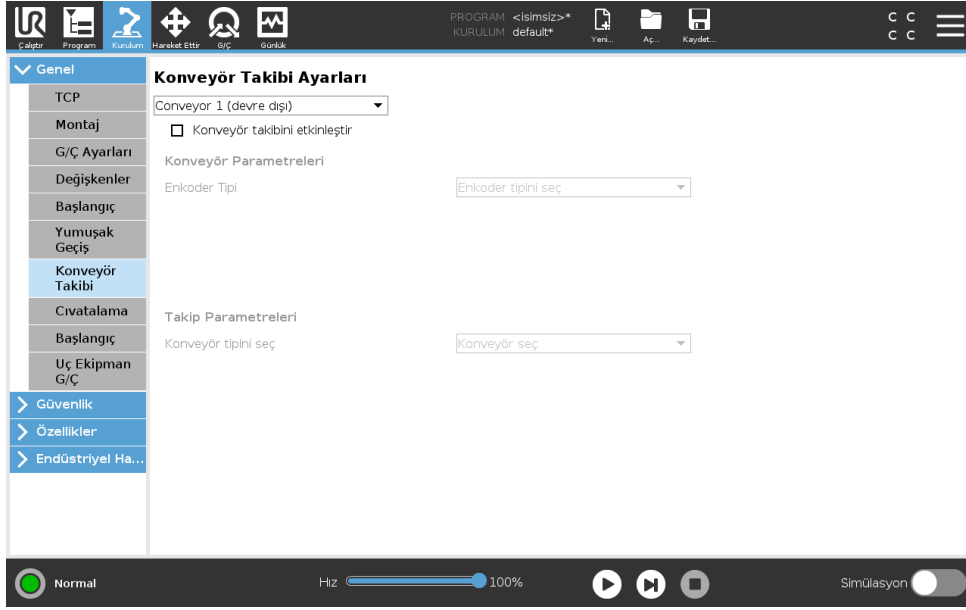 UR
Çalıştır
Program
Kurulum
Hareket Ettir
G/Ç
Günlük
PROGRAM <isimsiz>*
KURULUM default*
Yeni...
Aç...
Kaydet...
C C
C C
Genel
TCP
Montaj
G/Ç Ayarları
Değişkenler
Başlangıç
Yumuşak
Geçiş
Konveyör
Takibi
Cıvatalama
Başlangıç
Uç Ekipman
G/Ç
Güvenlik
Özellikler
Endüstriyel Ha...
Konveyör Takibi Ayarları
Conveyor 1 (devre dışı)
Konveyör takibini etkinleştir
Konveyör Parametreleri
Enkoder Tipi
Enkoder tipini seç
Takip Parametreleri
Konveyör tipini seç
Konveyör seç
Normal
Hız
100%
Simülasyon